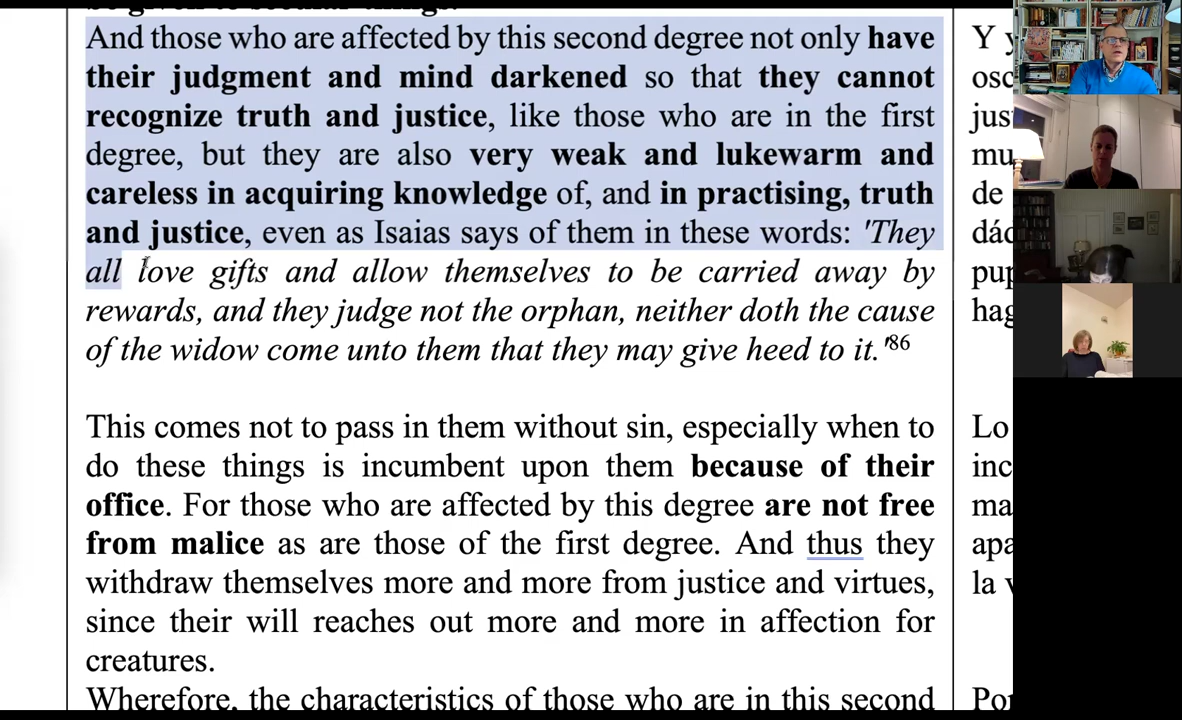 And those who are affected by this second degree not only have
their judgment and mind darkened so that they cannot
recognize truth and justice, like those who are in the first
degree, but they are also very weak and lukewarm and
careless in acquiring knowledge of, and in practising, truth
and justice, even as Isaias says of them in these words: 'They
all love gifts and allow themselves to be carried away by
rewards, and they judge not the orphan, neither doth the cause
of the widow come unto them that they may give heed to it.'86
This comes not to pass in them without sin, especially when to
do these things is incumbent upon them because of their
office. For those who are affected by this degree are not free
from malice as are those of the first degree. And thus they
withdraw themselves more and more from justice and virtues,
since their will reaches out more and more in affection for
creatures.
Wherefore, the characteristics of those who are in this second
Y y
osc
jus
mu
de
dác
pup
hag
Lo
inc
ma
apa
la v
Por